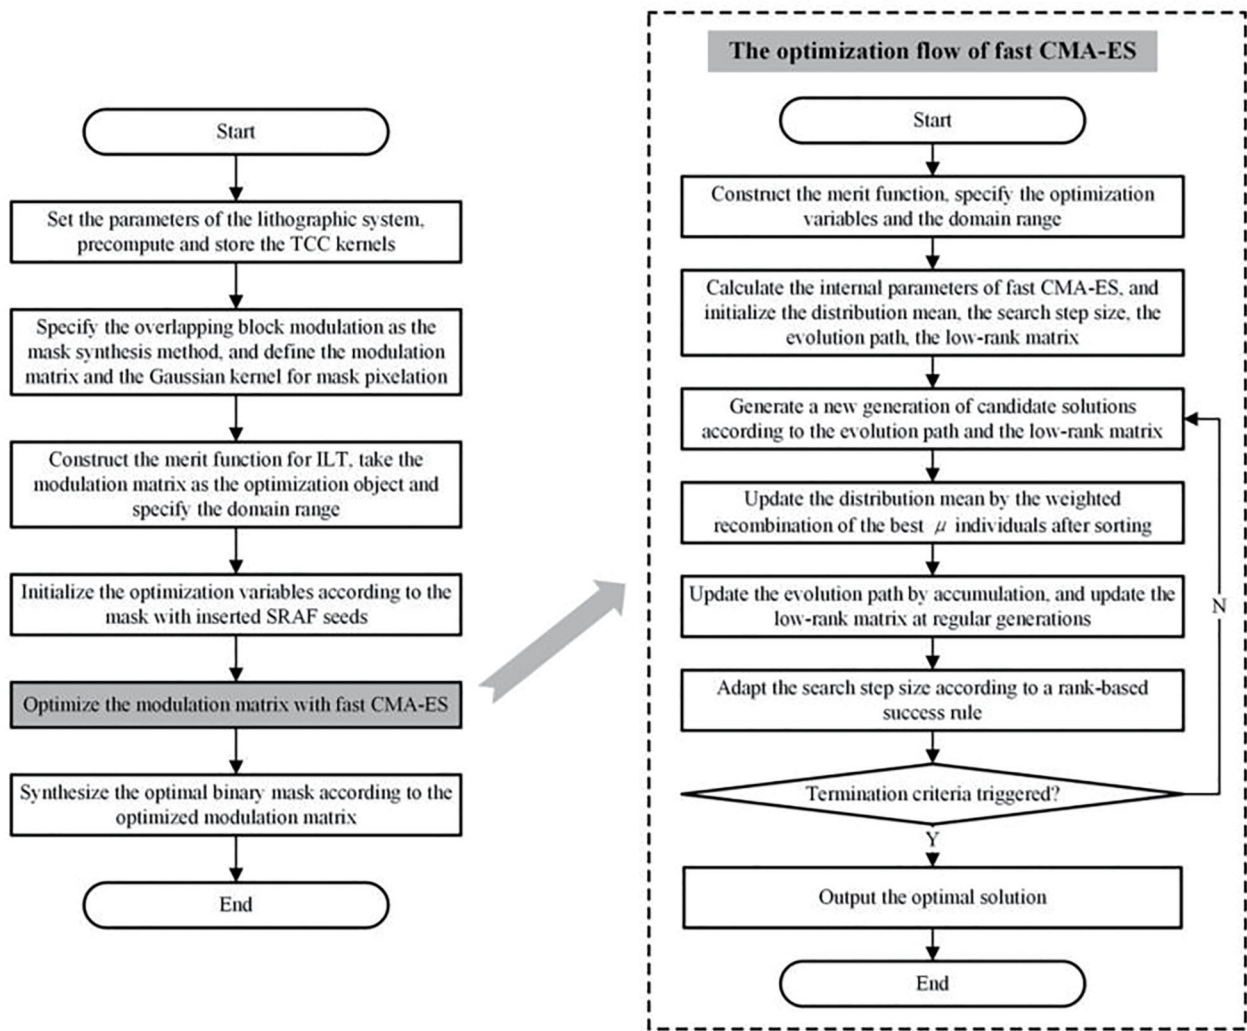 Start
Set the parameters of the lithographic system,
precompute and store the TCC kernels
Specify the overlapping block modulation as the
mask synthesis method, and define the modulation
matrix and the Gaussian kernel for mask pixelation
Construct the merit function for ILT, take the
modulation matrix as the optimization object and
specify the domain range
Initialize the optimization variables according to the
mask with inserted SRAF seeds
Optimize the modulation matrix with fast CMA-ES
Synthesize the optimal binary mask according to the
optimized modulation matrix
End
The optimization flow of fast CMA-ES
Start
Construct the merit function, specify the optimization
variables and the domain range
Calculate the internal parameters of fast CMA-ES, and
initialize the distribution mean, the search step size, the
evolution path, the low-rank matrix
Generate a new generation of candidate solutions
according to the evolution path and the low-rank matrix
Update the distribution mean by the weighted
recombination of the best μ individuals after sorting
Update the evolution path by accumulation, and update the
low-rank matrix at regular generations
N
Adapt the search step size according to a rank-based
success rule
Termination criteria triggered?
Y
Output the optimal solution
End